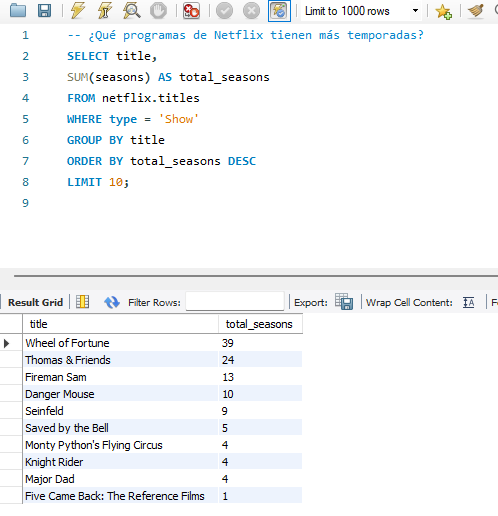 Limit to 1000 rows
1 -- ¿Qué programas de Netflix tienen más temporadas?
2 SELECT title,
3 SUM(seasons) AS total_seasons
4 FROM netflix.titles
5 WHERE type = 'Show'
6 GROUP BY title
7 ORDER BY total_seasons DESC
8 LIMIT 10;
9
Result Grid Filter Rows: Export: Wrap Cell Content: IA
title total_seasons
Wheel of Fortune 39
Thomas & Friends 24
Fireman Sam 13
Danger Mouse 10
Seinfeld 9
Saved by the Bell 5
Monty Python's Flying Circus 4
Knight Rider 4
Major Dad 4
Five Came Back: The Reference Films 1